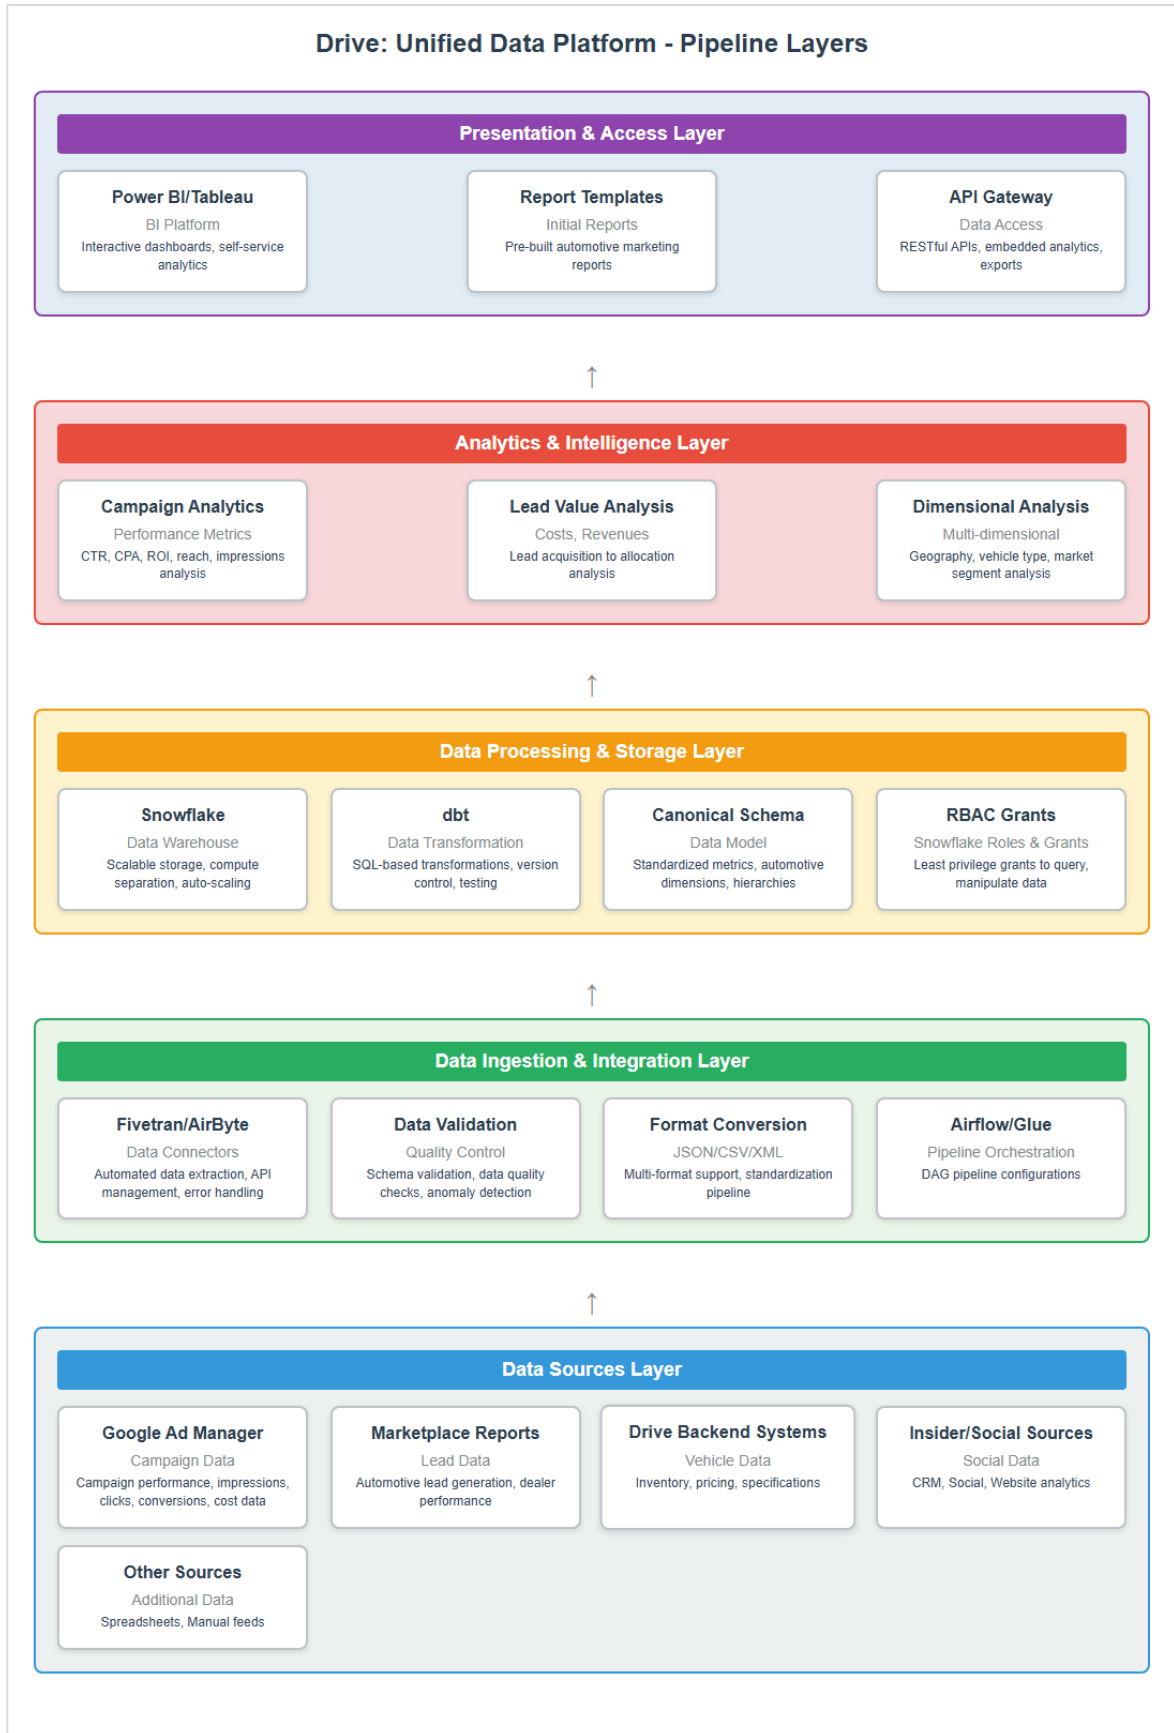 Drive: Unified Data Platform - Pipeline Layers
Presentation & Access Layer
Power BI/Tableau
BI Platform
Interactive dashboards, self-service
analytics
Report Templates
Initial Reports
Pre-built automotive marketing
reports
API Gateway
Data Access
RESTful APIs, embedded analytics,
exports
↑
Analytics & Intelligence Layer
Campaign Analytics
Performance Metrics
CTR, CPA, ROI, reach, impressions
analysis
Lead Value Analysis
Costs, Revenues
Lead acquisition to allocation
analysis
Dimensional Analysis
Multi-dimensional
Geography, vehicle type, market
segment analysis
↑
Data Processing & Storage Layer
Snowflake
Data Warehouse
Scalable storage, compute
separation, auto-scaling
dbt
Data Transformation
SQL-based transformations, version
control, testing
Canonical Schema
Data Model
Standardized metrics, automotive
dimensions, hierarchies
RBAC Grants
Snowflake Roles & Grants
Least privilege grants to query,
manipulate data
↑
Data Ingestion & Integration Layer
Fivetran/AirByte
Data Connectors
Automated data extraction, API
management, error handling
Data Validation
Quality Control
Schema validation, data quality
checks, anomaly detection
Format Conversion
JSON/CSV/XML
Multi-format support, standardization
pipeline
Airflow/Glue
Pipeline Orchestration
DAG pipeline configurations
↑
Data Sources Layer
Google Ad Manager
Campaign Data
Campaign performance, impressions,
clicks, conversions, cost data
Marketplace Reports
Lead Data
Automotive lead generation, dealer
performance
Drive Backend Systems
Vehicle Data
Inventory, pricing, specifications
Insider/Social Sources
Social Data
CRM, Social, Website analytics
Other Sources
Additional Data
Spreadsheets, Manual feeds